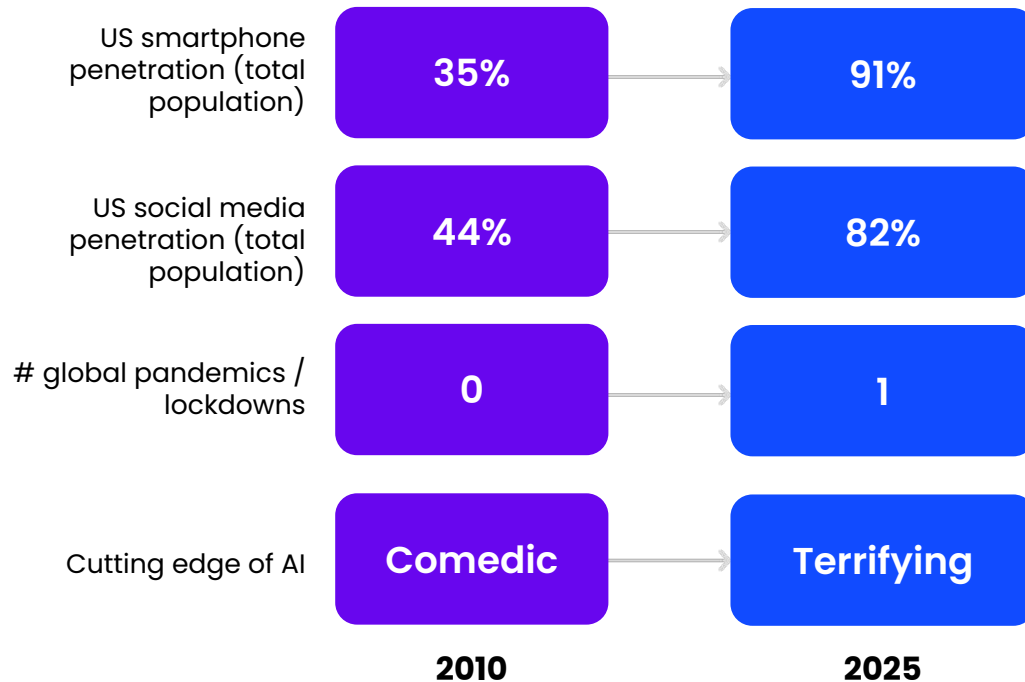 US smartphone
penetration (total
population)
35%
91%
US social media
penetration (total
population)
44%
82%
# global pandemics /
lockdowns
0
1
Cutting edge of AI
Comedic
Terrifying
2010
2025